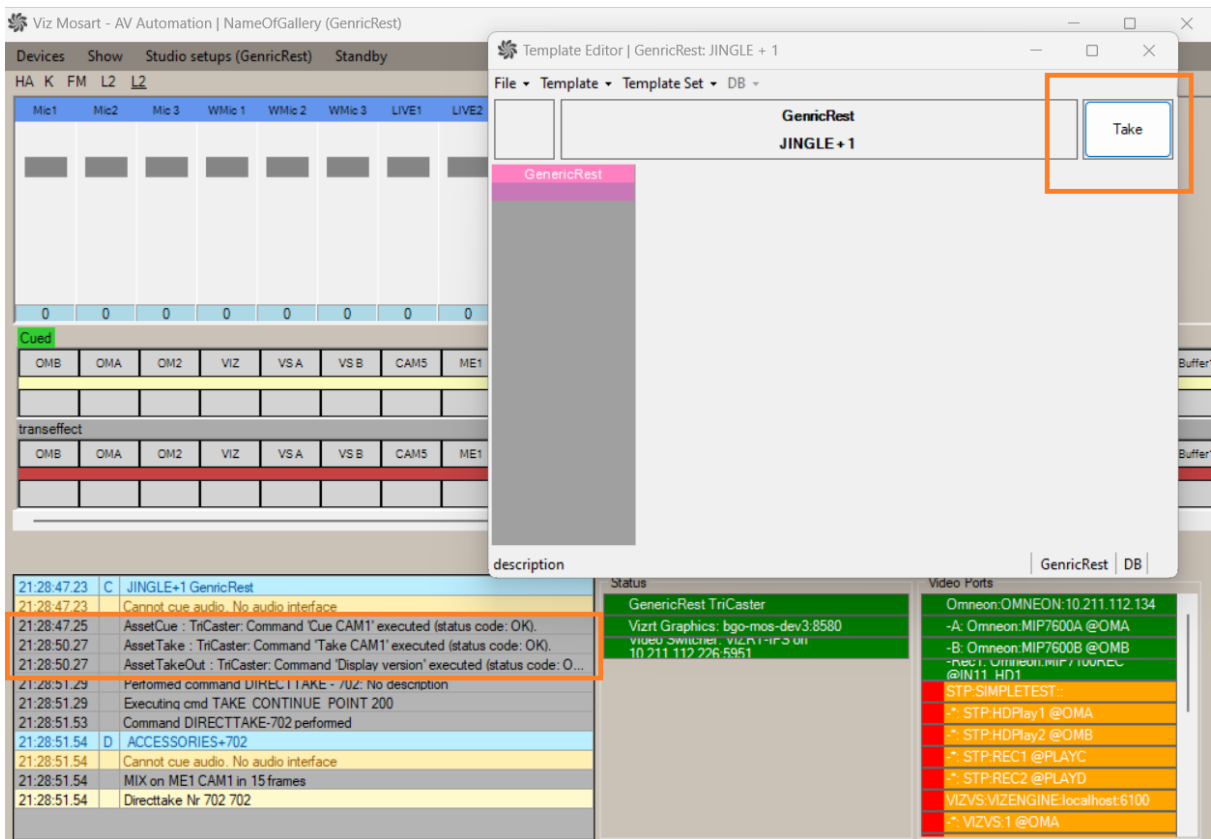 Viz Mosart - AV Automation | NameOfGallery (GenricRest)
Devices Show Studio setups (GenricRest) Standby
HA K FM L2 L2
Mic1 Mic2 Mic 3 WMic 1 WMic 2 WMic 3 LIVE1 LIVE2
0 0 0 0 0 0 0 0
Cued
OMB OMA OM2 VIZ VS A VS B CAM5 ME1
Buffer
transeffect
OMB OMA OM2 VIZ VS A VS B CAM5 ME1
Buffer
Template Editor | GenricRest: JINGLE + 1
File Template Template Set DB
GenricRest
JINGLE + 1
Take
GenericRest
description
GenricRest DB
21:28:47.23 C JINGLE+1 GenricRest
21:28:47.23 Cannot cue audio. No audio interface
21:28:47.25 AssetCue : TriCaster: Command 'Cue CAM1' executed (status code: OK).
21:28:50.27 AssetTake : TriCaster: Command 'Take CAM1' executed (status code: OK).
21:28:50.27 AssetTakeOut : TriCaster: Command 'Display version' executed (status code: O...
21:28:51.29 Performed command DIRECTTAKE - 702: No description
21:28:51.29 Executing cmd TAKE CONTINUE POINT 200
21:28:51.53 Command DIRECTTAKE-702 performed
21:28:51.54 D ACCESSORIES+702
21:28:51.54 Cannot cue audio. No audio interface
21:28:51.54 MIX on ME1 CAM1 in 15 frames
21:28:51.54 Directtake Nr 702 702
Status
GenericRest TriCaster
Vizrt Graphics: bgo-mos-dev3:8580
Video Switcher: VIZRT-IFS on
10.211.112.226:5951
Video Ports
Omneon:OMNEON:10.211.112.134
-A: Omneon:MIP7600A @OMA
-B: Omneon:MIP7600B @OMB
-Rec1: Omneon:MIP7100REC
@IN11_HD1
STP:SIMPLETEST::
-*: STP:HDPlay1 @OMA
-*: STP:HDPlay2 @OMB
-*: STP:REC1 @PLAYC
-*: STP:REC2 @PLAYD
VIZVS:VIZENGINE:localhost:6100
-*: VIZVS:1 @OMA